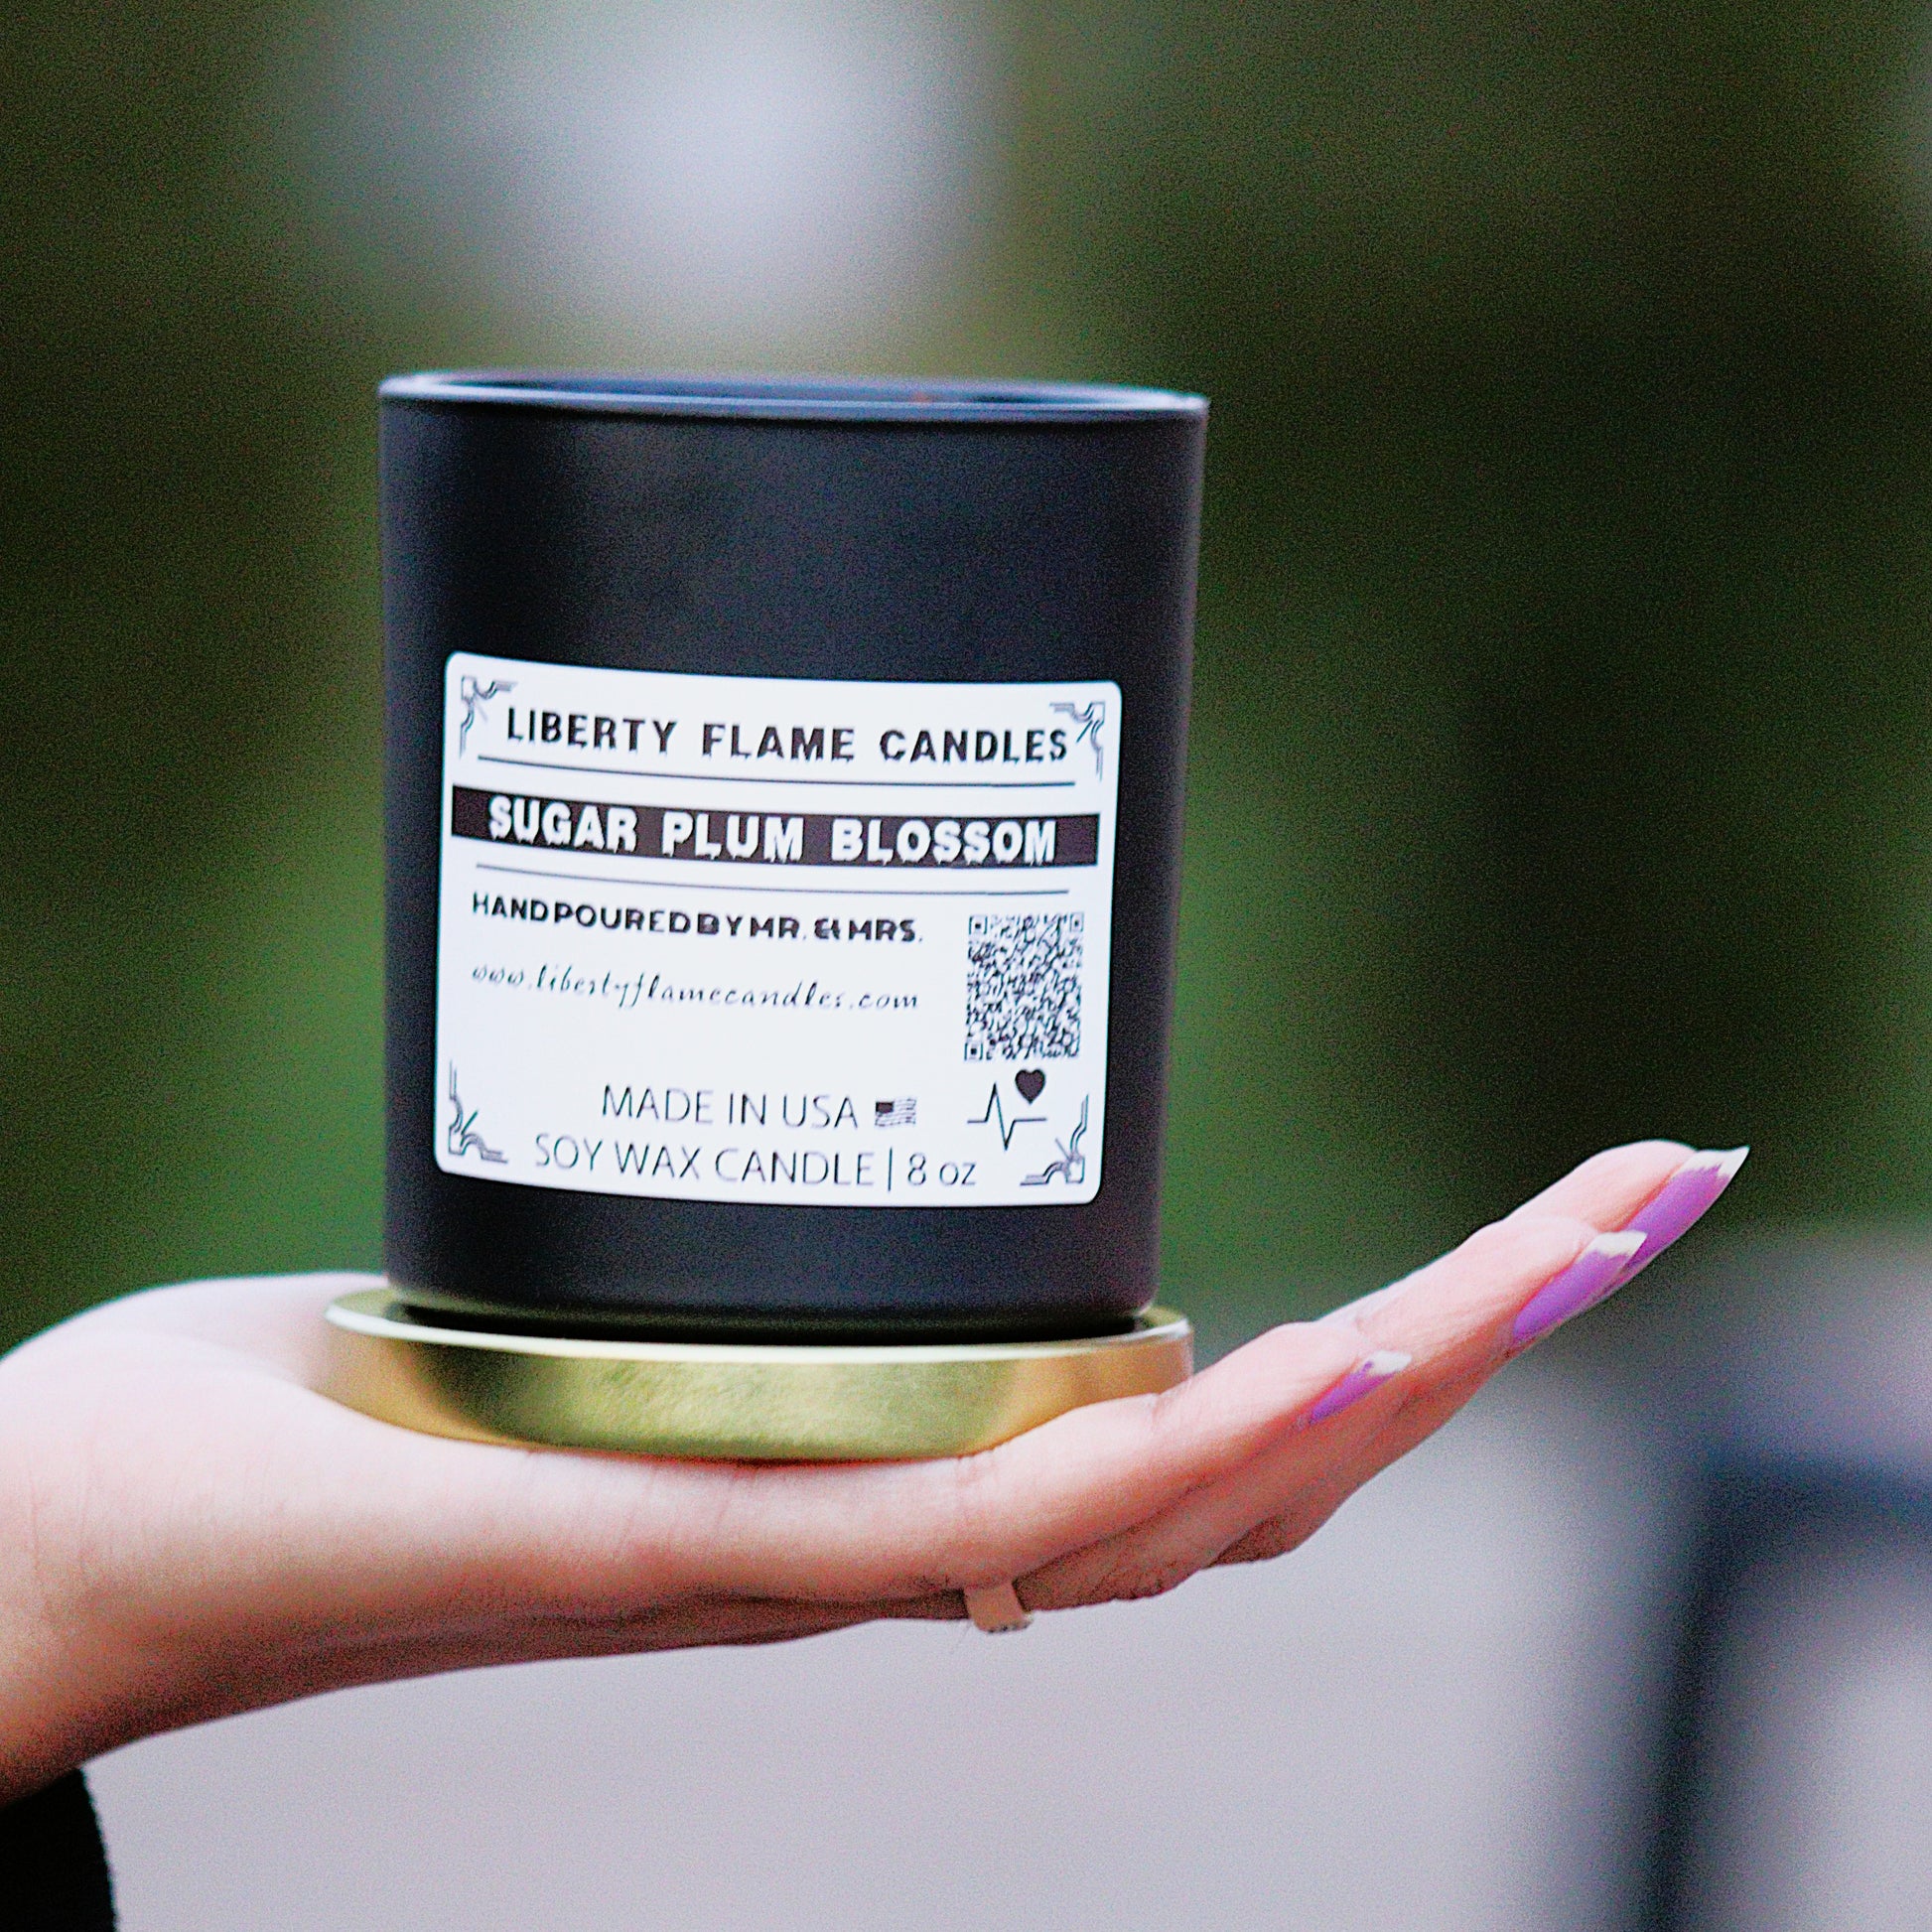 LIBERTY FLAME CANDLES
SUGAR PLUM BLOSSOM
HANDPOURED BY MR. & MRS.
www.libertyflamecandles.com
MADE IN USA
SOY WAX CANDLE | 8 oz